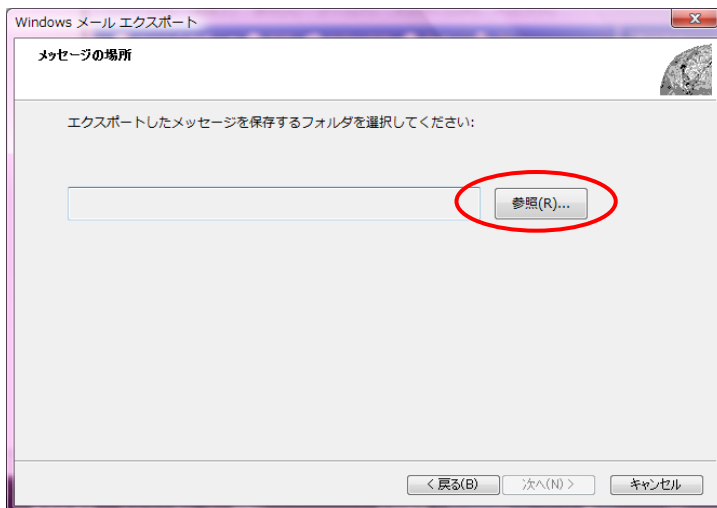 Windows メール エクスポート
メッセージの場所
エクスポートしたメッセージを保存するフォルダを選択してください:
参照(R)...
< 戻る(B) 次へ(N) > キャンセル